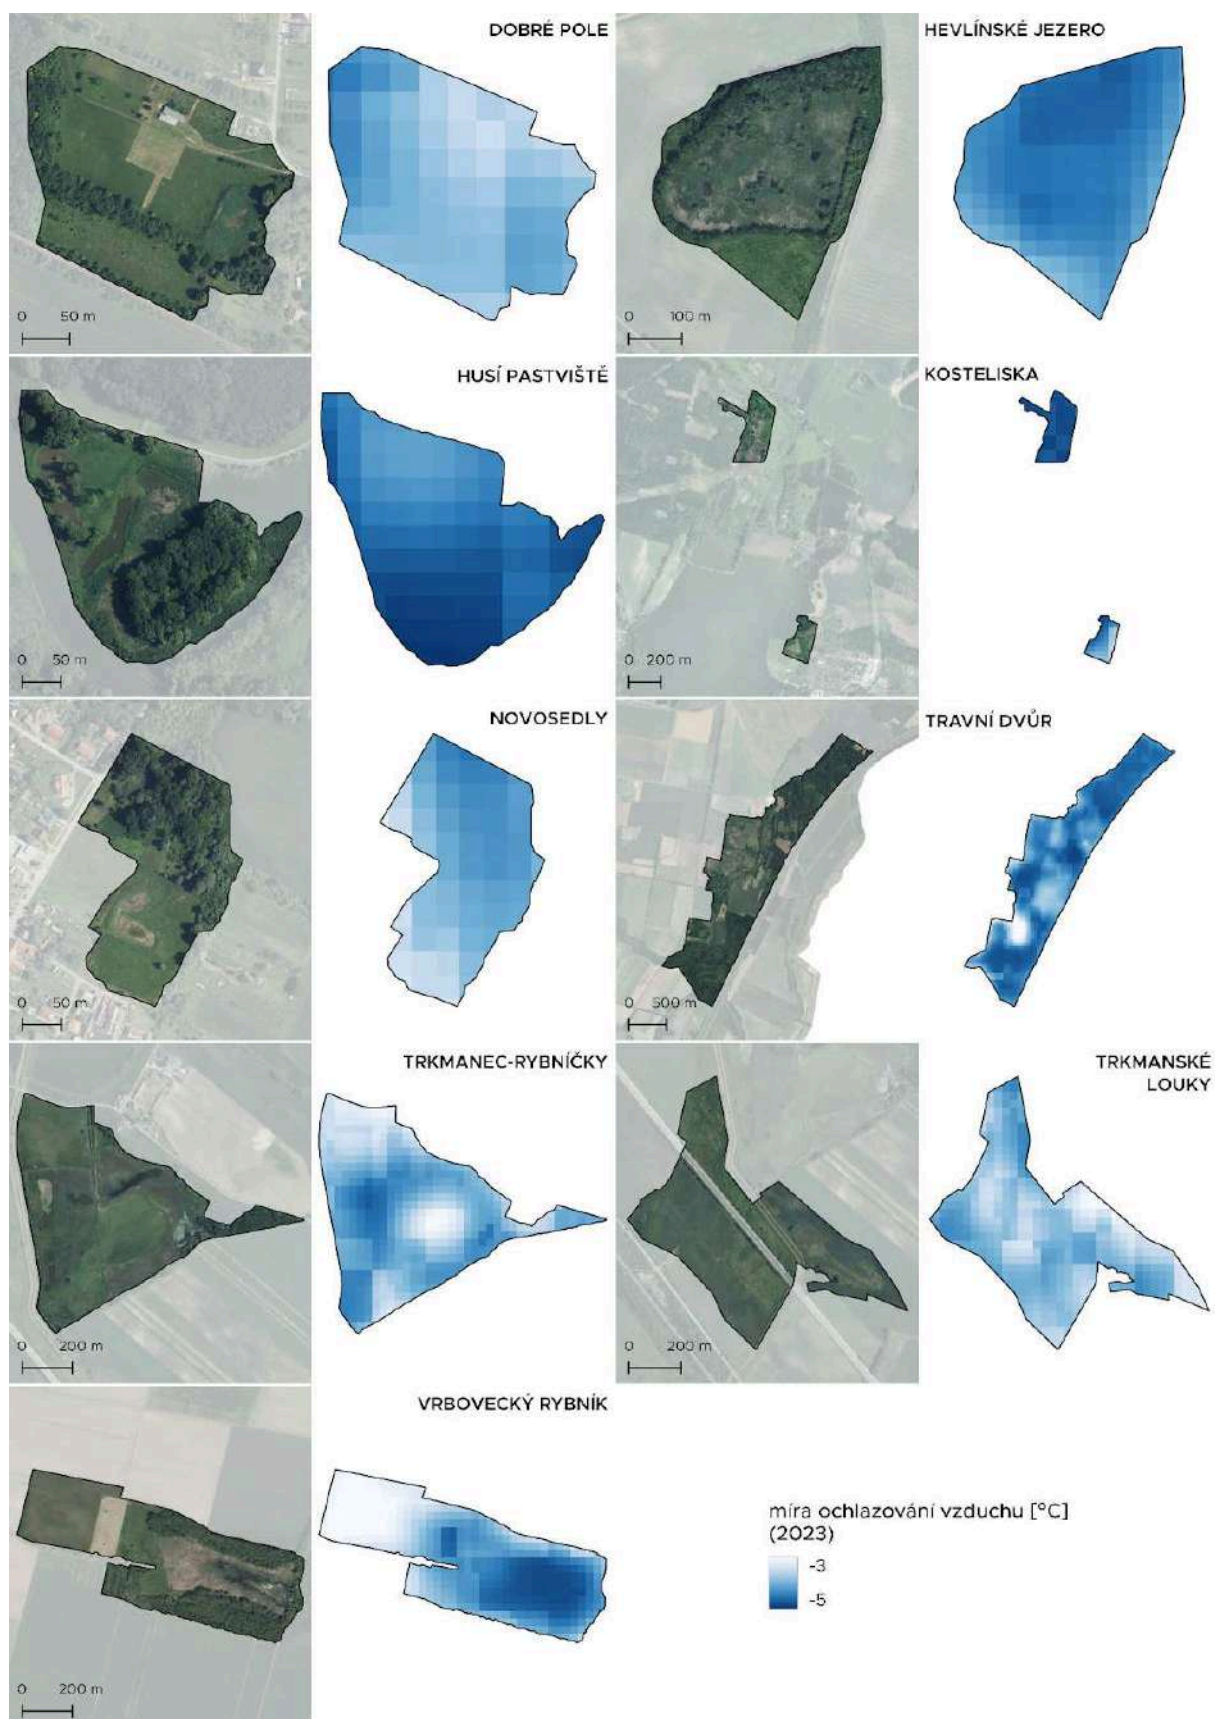 DOBRÉ POLE
0 50 m
HEVLÍNSKÉ JEZERO
0 100 m
HUSÍ PASTVIŠTĚ
0 50 m
KOSTELISKA
0 200 m
NOVOSEDLY
0 50 m
TRAVNÍ DVŮR
0 500 m
TRKMANEC-RYBNÍČKY
0 200 m
TRKMANSKÉ
LOUKY
0 200 m
VRBOVECKÝ RYBNÍK
0 200 m
míra ochlazování vzduchu [°C]
(2023)
-3
-5